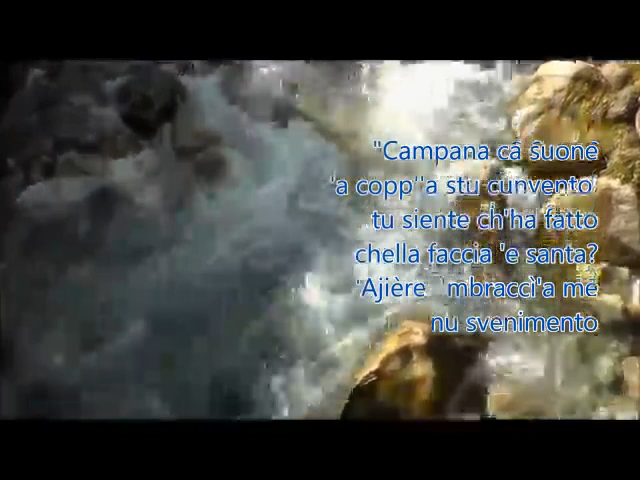 "Campana ca suone
'a copp''a stu cunvento
tu siente ch'ha fatto
chella faccia 'e santa?
'Ajière 'mbraccì'a me
nu svenimento